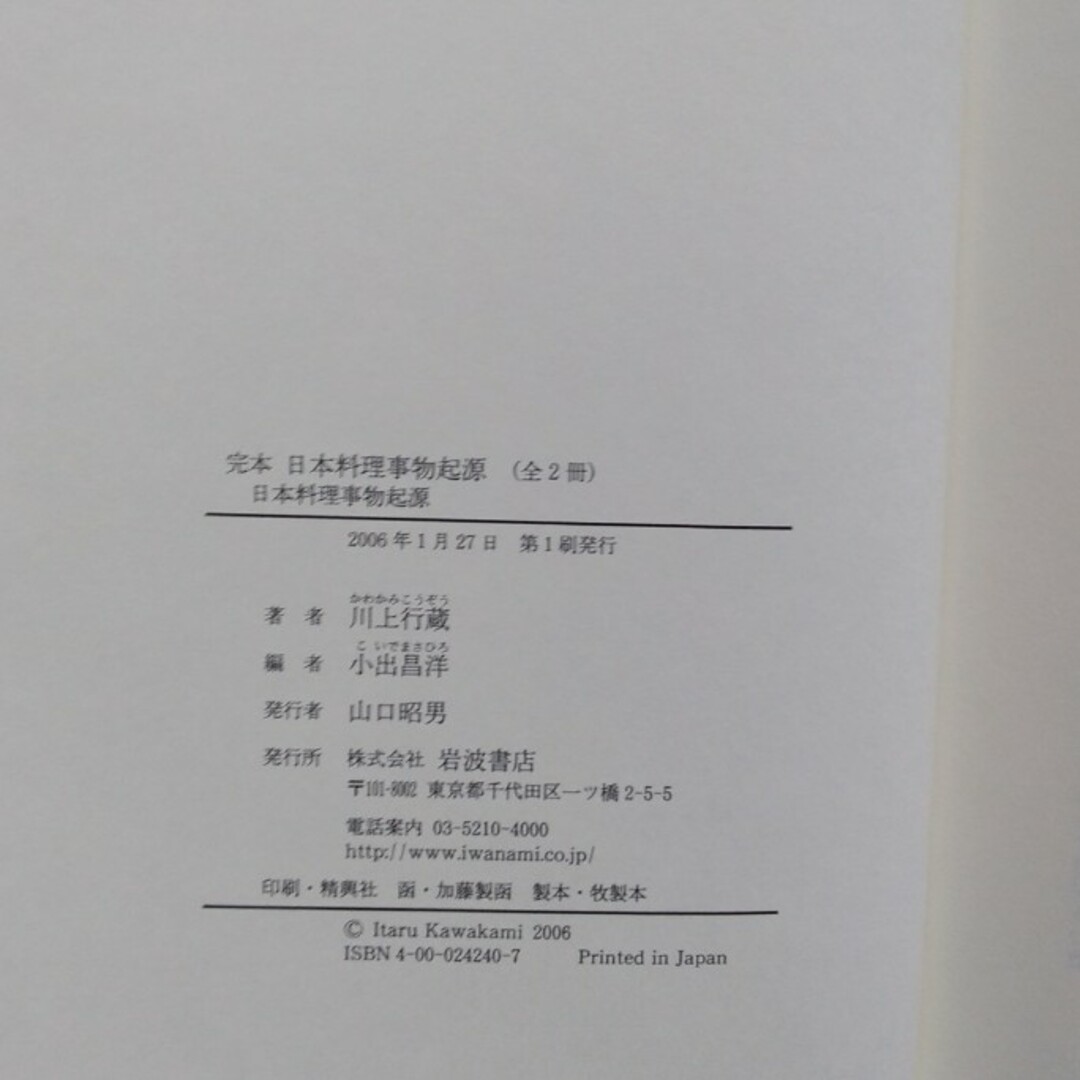 完本 日本料理事物起源 (全2冊)
日本料理事物起源
2006年1月27日 第1刷発行
かわかみこうぞう
著者 川上行蔵
こいでまさひろ
編者 小出昌洋
発行者 山口昭男
発行所 株式会社 岩波書店
〒101-8002 東京都千代田区一ツ橋2-5-5
電話案内 03-5210-4000
http://www.iwanami.co.jp/
印刷・精興社 函・加藤製函 製本・牧製本
© Itaru Kawakami 2006
ISBN 4-00-024240-7 Printed in Japan